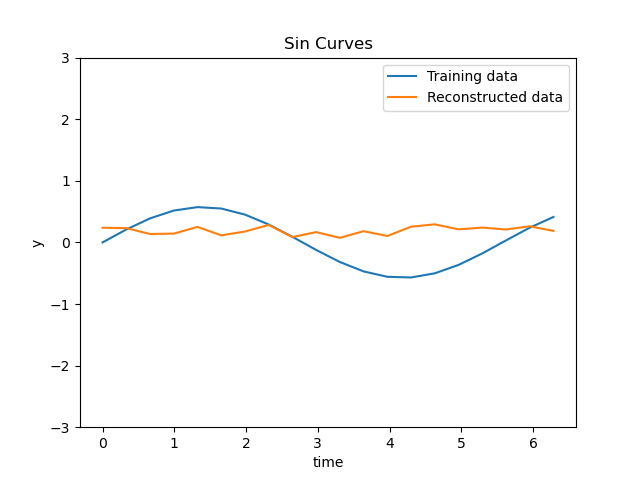 Sin Curves
Training data
Reconstructed data
3
2
1
0
−1
−2
−3
y
0 1 2 3 4 5 6
time